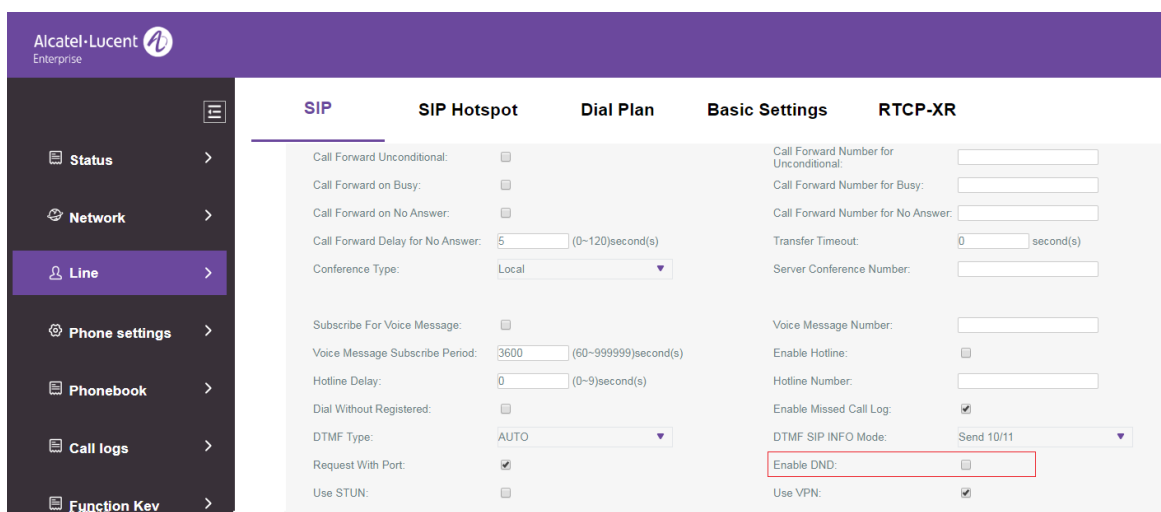 Alcatel·Lucent
Enterprise
SIP SIP Hotspot Dial Plan Basic Settings RTCP-XR
Status
Network
Line
Phone settings
Phonebook
Call logs
Function Key
Call Forward Unconditional: Call Forward Number for Unconditional:
Call Forward on Busy: Call Forward Number for Busy:
Call Forward on No Answer: Call Forward Number for No Answer:
Call Forward Delay for No Answer: 5 (0~120)second(s) Transfer Timeout: 0 second(s)
Conference Type: Local Server Conference Number:
Subscribe For Voice Message: Voice Message Number:
Voice Message Subscribe Period: 3600 (60~999999)second(s) Enable Hotline:
Hotline Delay: 0 (0~9)second(s) Hotline Number:
Dial Without Registered: Enable Missed Call Log:
DTMF Type: AUTO DTMF SIP INFO Mode: Send 10/11
Request With Port: Enable DND:
Use STUN: Use VPN: